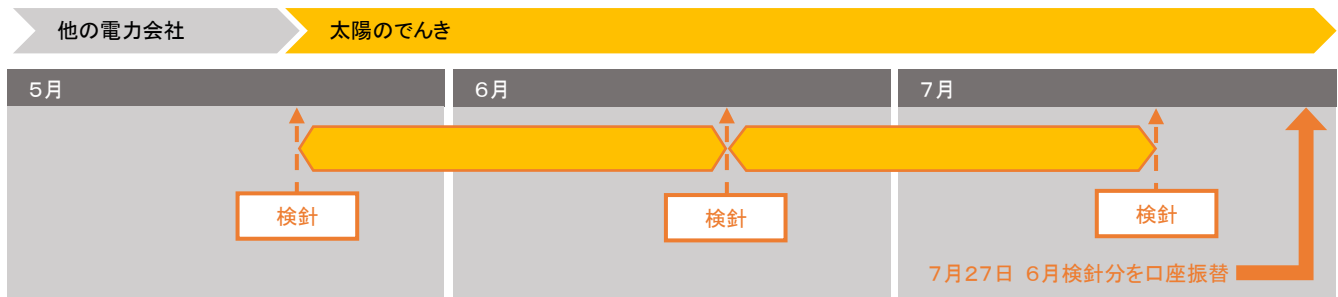 他の電力会社
太陽のでんき
５月
６月
７月
検針
検針
検針
７月２７日 ６月検針分を口座振替